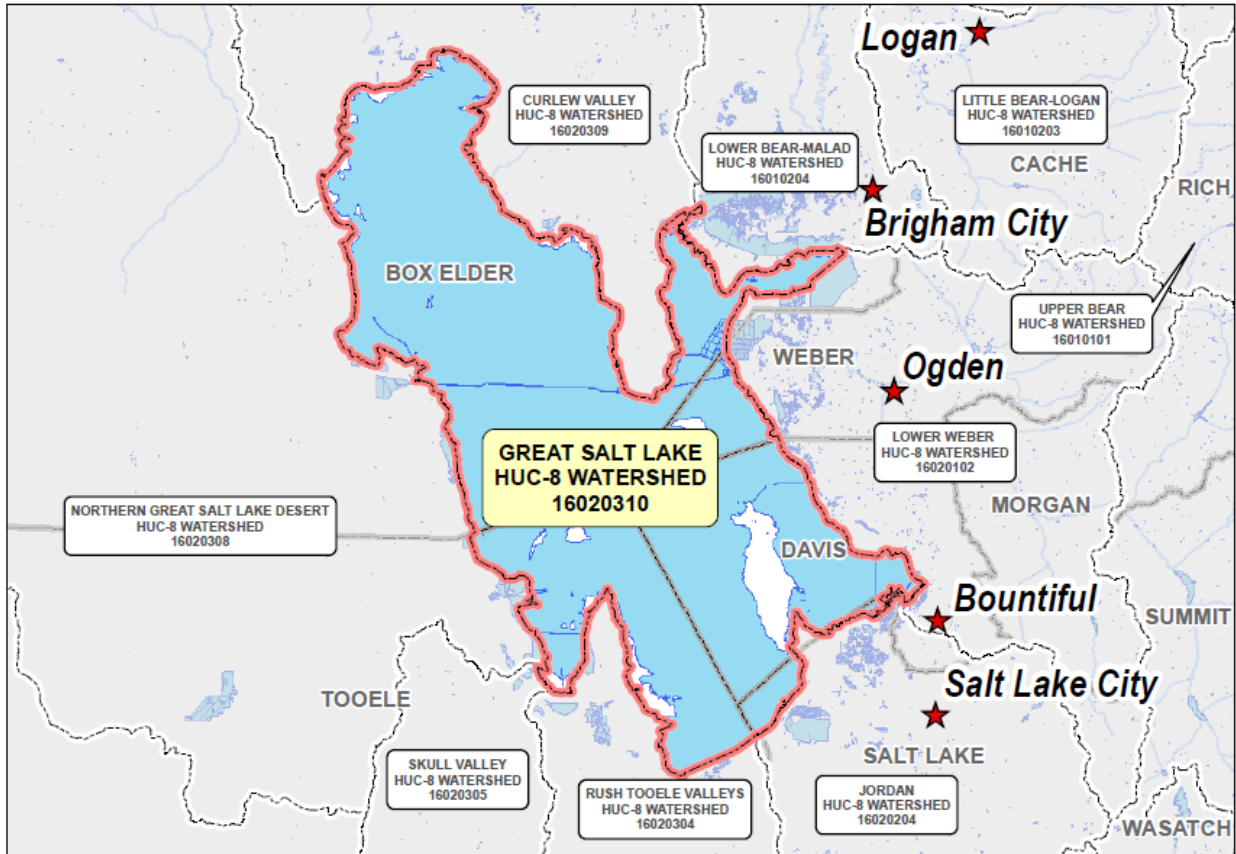 Logan
CURLEW VALLEY
HUC-8 WATERSHED
16020309
LITTLE BEAR-LOGAN
HUC-8 WATERSHED
16010203
LOWER BEAR-MALAD
HUC-8 WATERSHED
16010204
CACHE
RICH
Brigham City
BOX ELDER
UPPER BEAR
HUC-8 WATERSHED
16010101
WEBER
Ogden
GREAT SALT LAKE
HUC-8 WATERSHED
16020310
LOWER WEBER
HUC-8 WATERSHED
16020102
MORGAN
NORTHERN GREAT SALT LAKE DESERT
HUC-8 WATERSHED
16020308
DAVIS
Bountiful
SUMMIT
TOOELE
Salt Lake City
SALT LAKE
SKULL VALLEY
HUC-8 WATERSHED
16020305
RUSH TOOELE VALLEYS
HUC-8 WATERSHED
16020304
JORDAN
HUC-8 WATERSHED
16020204
WASATCH